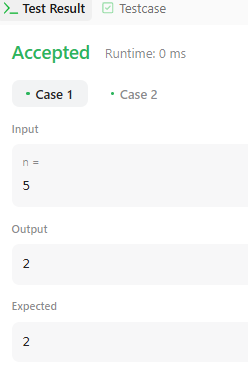 Test Result Testcase
Accepted Runtime: 0 ms
• Case 1 • Case 2
Input
n =
5
Output
2
Expected
2